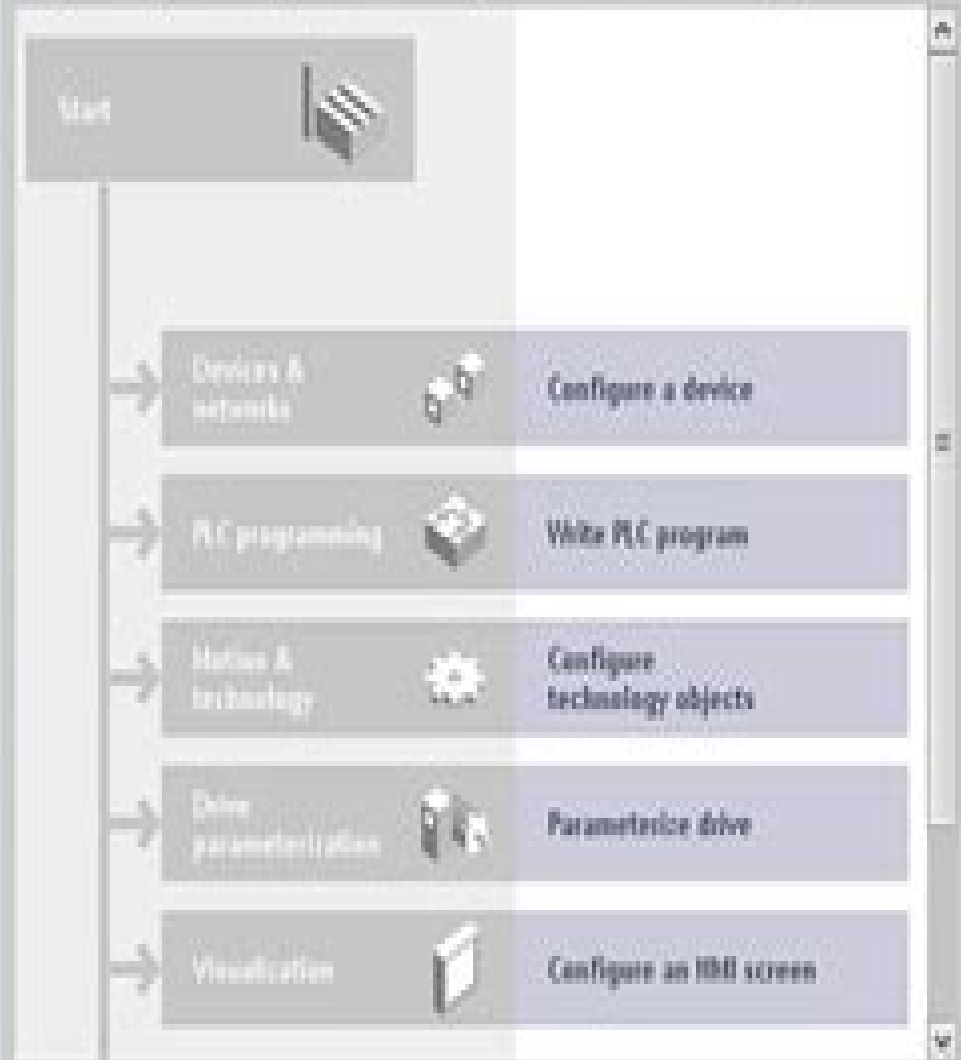 Start
Devices &
networks
Configure a device
PLC programming
Write PLC program
Motion &
technology
Configure
technology objects
Drive
parameterization
Parameterize drive
Visualization
Configure an HMI screen